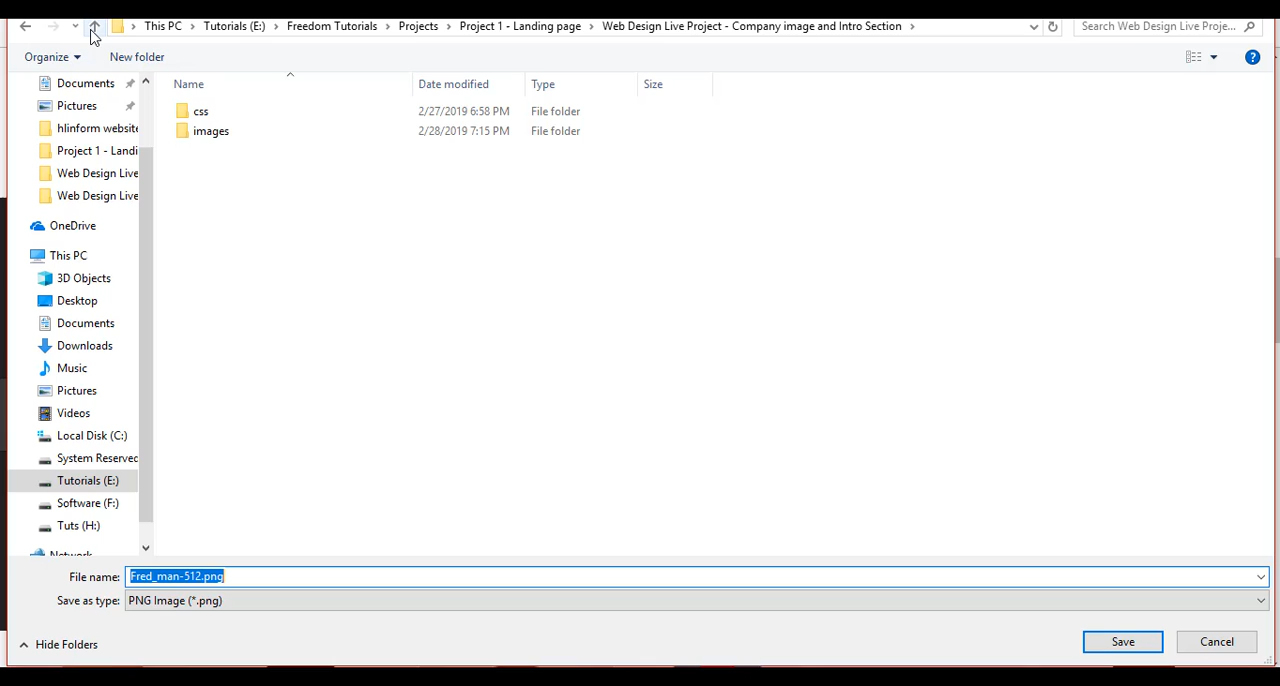 This PC > Tutorials (E:) > Freedom Tutorials > Projects > Project 1 - Landing page > Web Design Live Project - Company image and Intro Section > Search Web Design Live Proje...
Organize New folder
Name Date modified Type Size
css 2/27/2019 6:58 PM File folder
images 2/28/2019 7:15 PM File folder
Documents
Pictures
hlinform website
Project 1 - Landi
Web Design Live
Web Design Live
OneDrive
This PC
3D Objects
Desktop
Documents
Downloads
Music
Pictures
Videos
Local Disk (C:)
System Reserved
Tutorials (E:)
Software (F:)
Tuts (H:)
Network
File name: Fred_man-512.png
Save as type: PNG Image (*.png)
Hide Folders Save Cancel